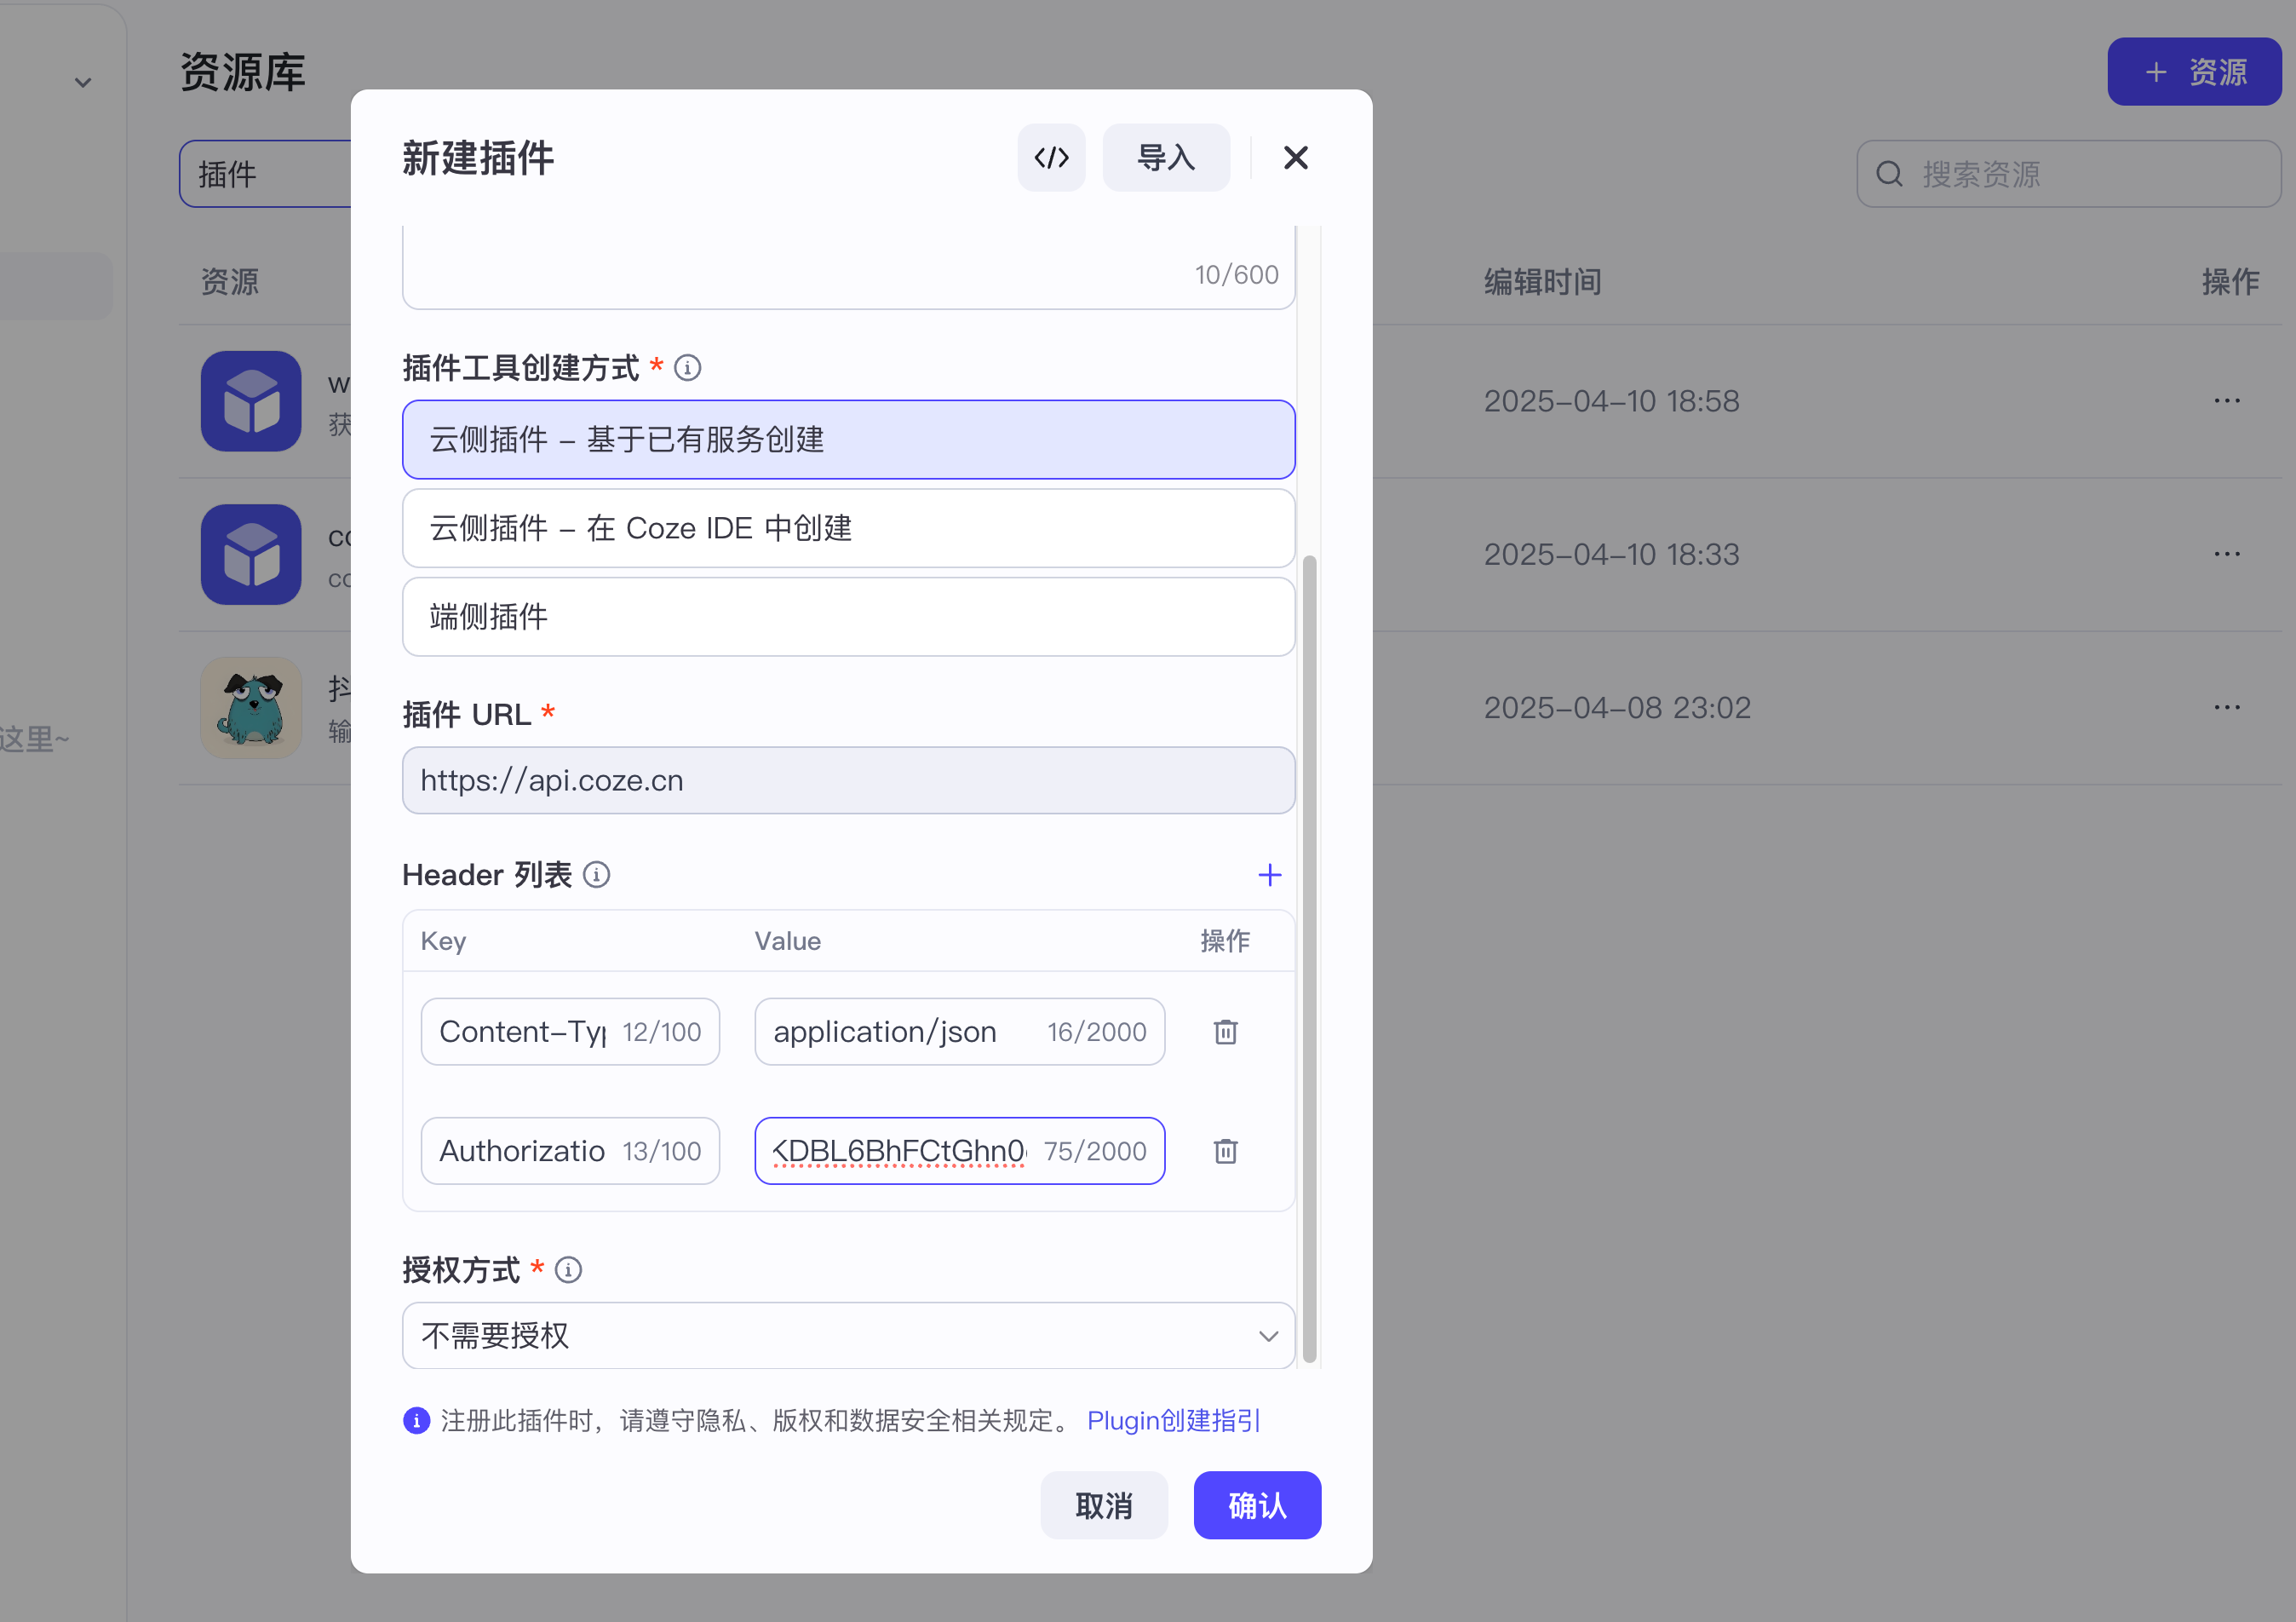 资源库
+ 资源
插件
搜索资源
资源
编辑时间
操作
2025-04-10 18:58
2025-04-10 18:33
2025-04-08 23:02
这里~
新建插件
</>
导入
10/600
插件工具创建方式 *
云侧插件 - 基于已有服务创建
云侧插件 - 在 Coze IDE 中创建
端侧插件
插件 URL *
https://api.coze.cn
Header 列表
Key Value 操作
Content-Typ 12/100 application/json 16/2000
Authorizatio 13/100 KDBL6BhFCtGhn0 75/2000
授权方式 *
不需要授权
注册此插件时，请遵守隐私、版权和数据安全相关规定。 Plugin创建指引
取消
确认